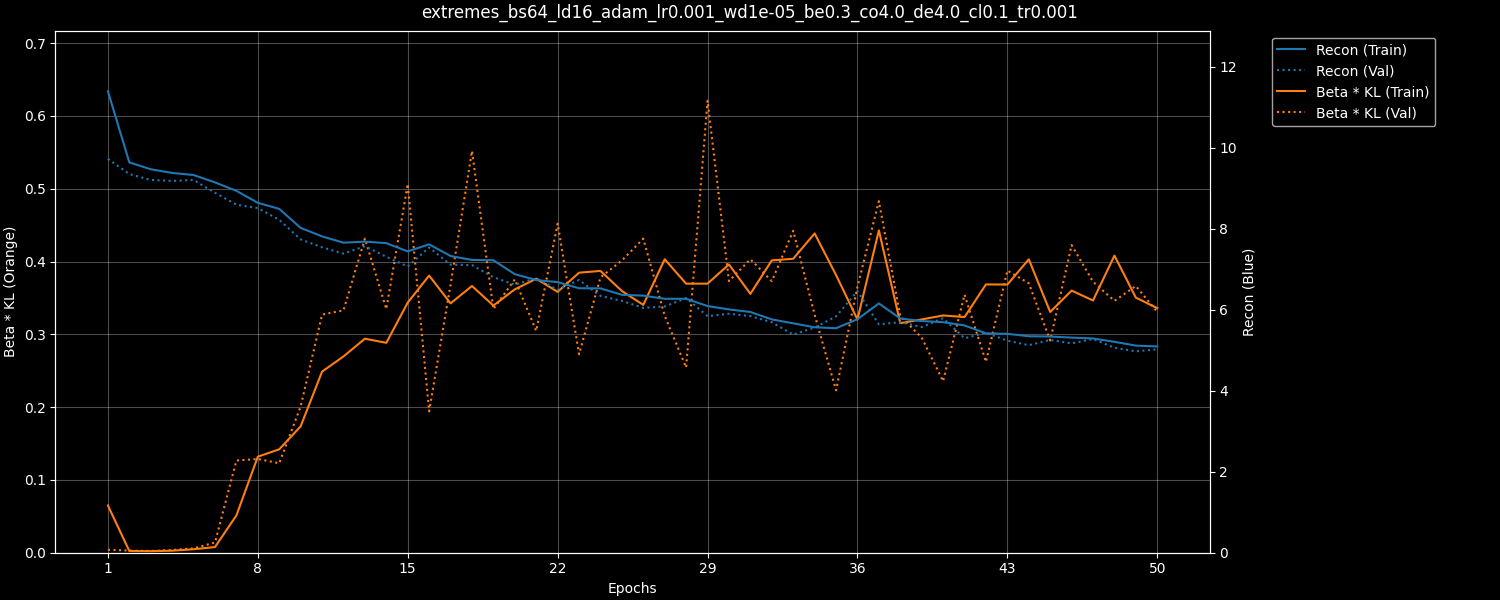 extremes_bs64_ld16_adam_lr0.001_wd1e-05_be0.3_co4.0_de4.0_cl0.1_tr0.001
Recon (Train)
Recon (Val)
Beta * KL (Train)
Beta * KL (Val)
Beta * KL (Orange)
0.7
0.6
0.5
0.4
0.3
0.2
0.1
0.0
12
10
8
6
4
2
0
Recon (Blue)
1 8 15 22 29 36 43 50
Epochs